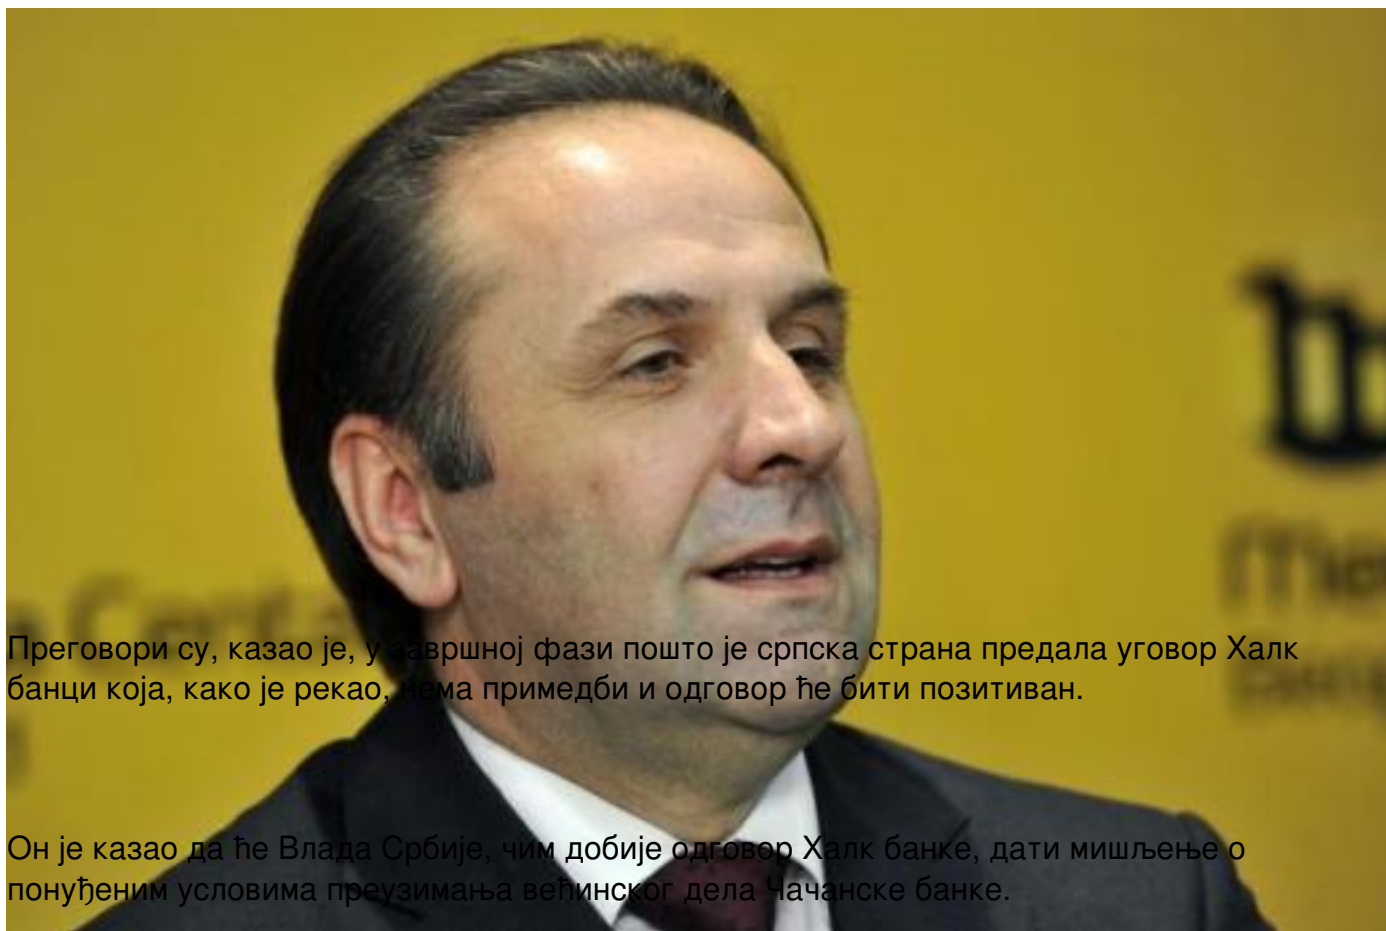 Преговори су, казао је, у завршној фази пошто је српска страна предала уговор Халк
банци која, како је рекао, нема примедби и одговор ће бити позитиван.
Он је казао да ће Влада Србије, чим добије одговор Халк банке, дати мишљење о
понуђеним условима преузимања већинског дела Чачанске банке.